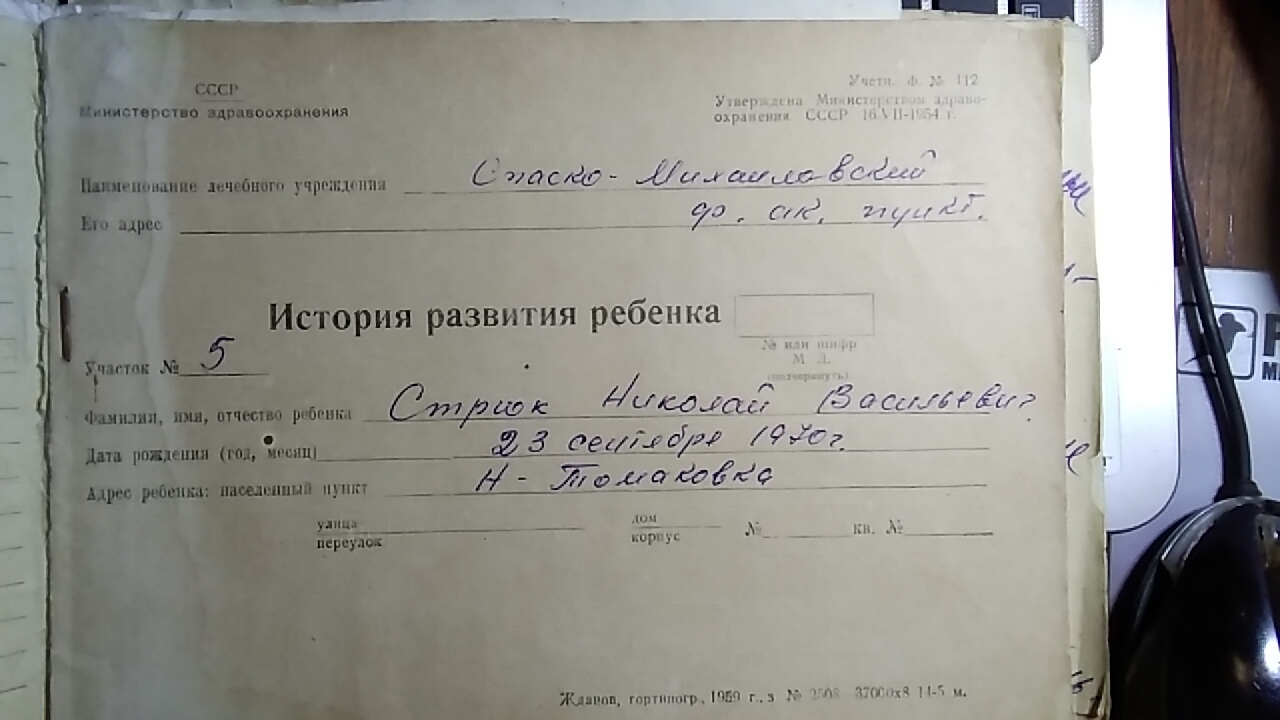 СССР
Министерство здравоохранения
Учетн. Ф. № 112
Утверждена Министерством здраво-
охранения СССР 16/VII-1954 г.
Наименование лечебного учреждения Спаско-Михайловский
Его адрес ф. ак. пункт.
История развития ребенка
№ или шифр
М. Д.
(подчеркнуть)
Участок № 5
Фамилия, имя, отчество ребенка Стрюк Николай Васильевич
Дата рождения (год, месяц) 23 сентября 1970г.
Адрес ребенка: населенный пункт Н-Томаковка
улица дом № кв. №
переулок корпус
Жданов, гортипогр., 1959 г., з № 2508 37000х8 14-5 м.